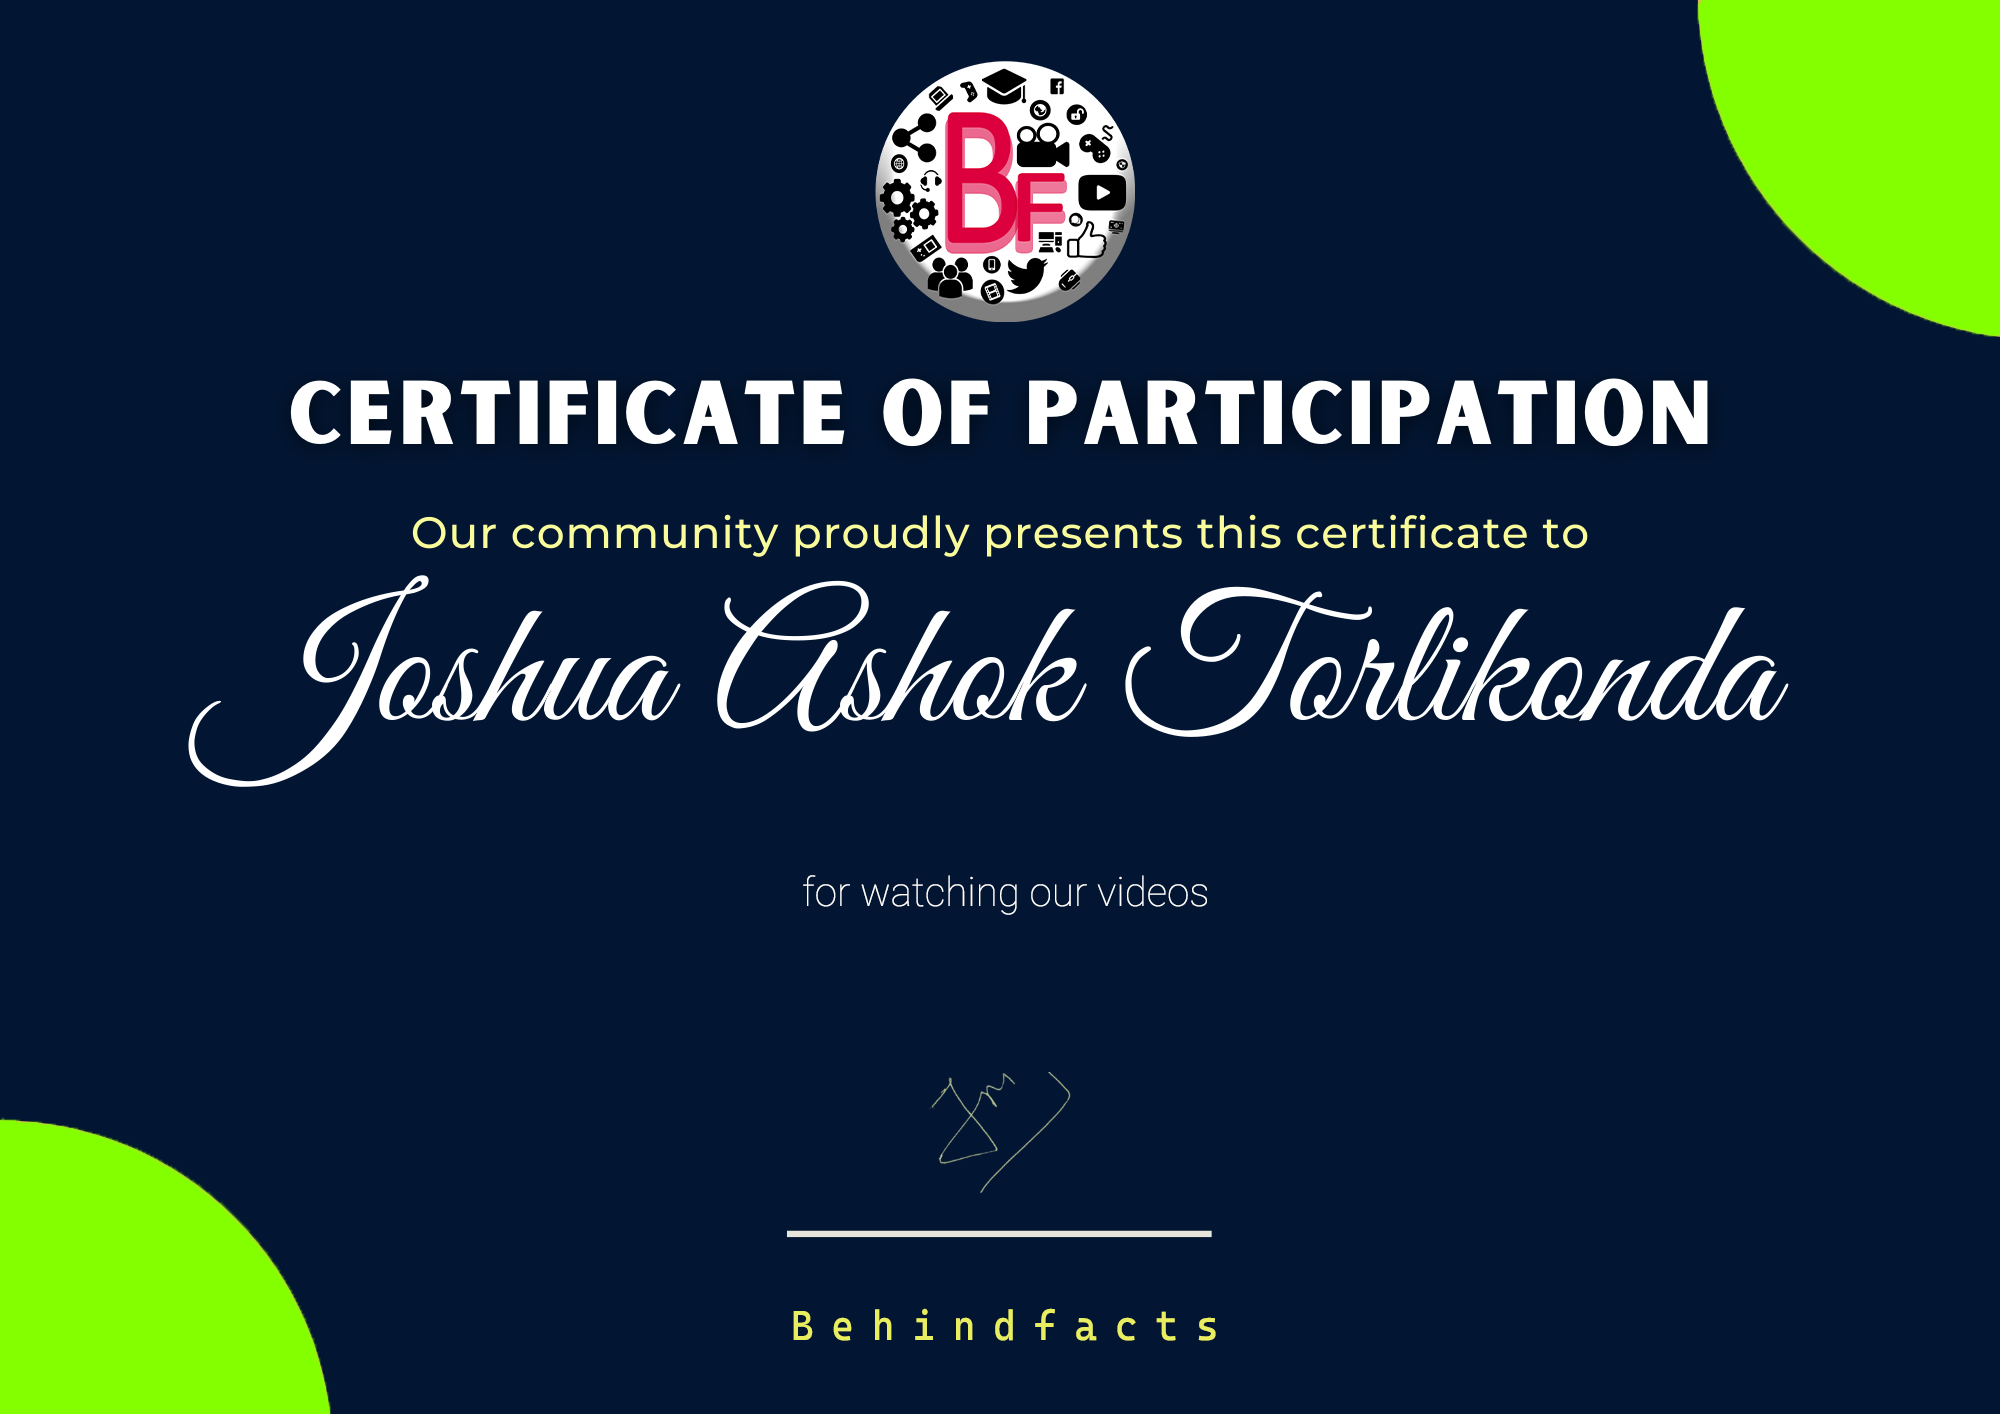 BF
CERTIFICATE OF PARTICIPATION
Our community proudly presents this certificate to
Joshua Ashok Torlikonda
for watching our videos
Behindfacts